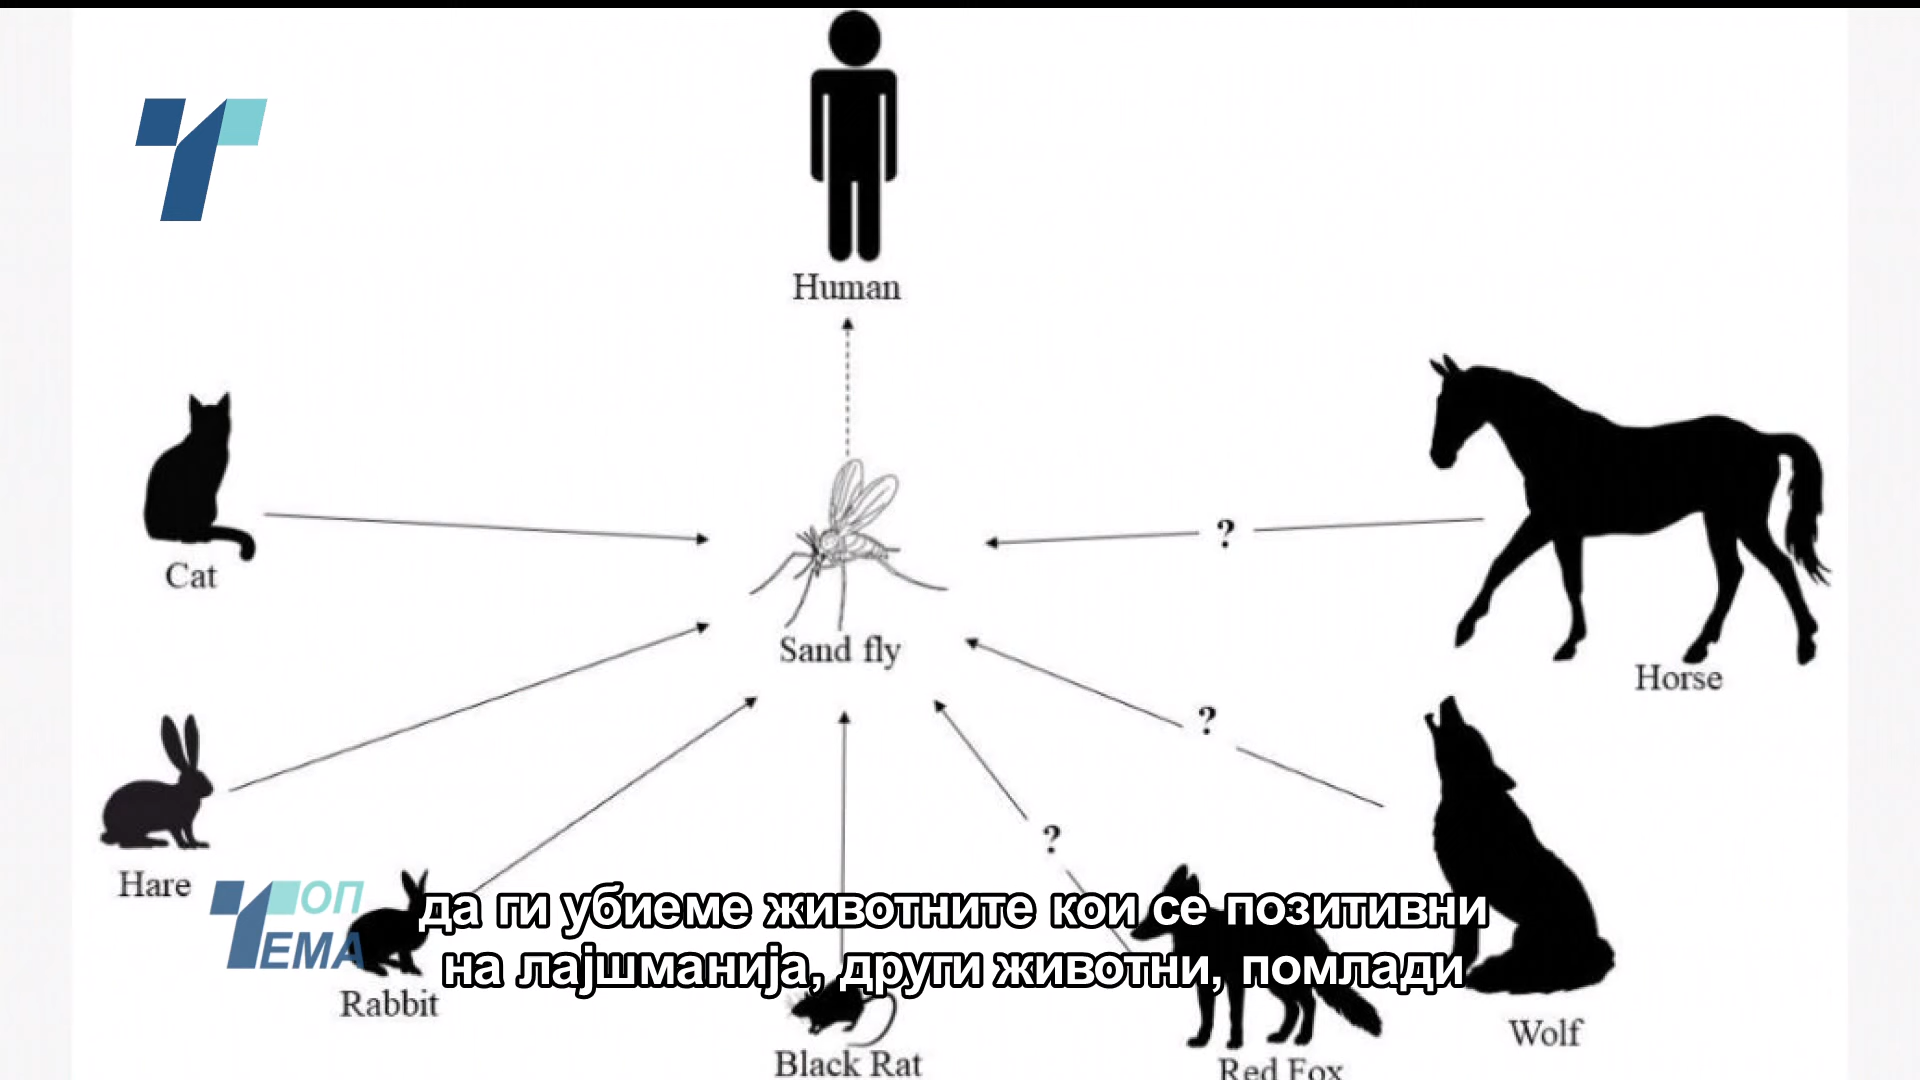 Human
Cat
?
Sand fly
Horse
?
?
Hare
ТОП
ТЕМА
да ги убиеме животните кои се позитивни
на лајшманија, други животни, помлади
Rabbit
Wolf
Black Rat
Red Fox